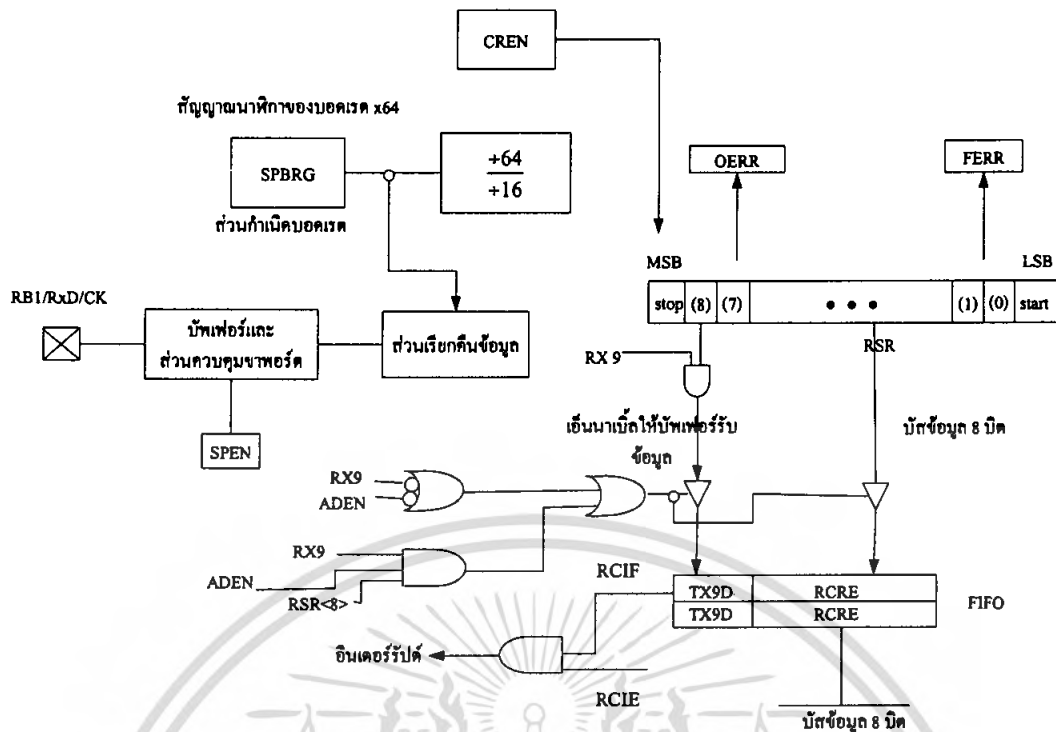 CREN
สัญญาณนาฬิกาของบอดเรต x64
SPBRG
+64
+16
OERR
FERR
ส่วนกำเนิดบอดเรต
MSB
LSB
RB1/RxD/CK
stop (8) (7) • • • (1) (0) start
บัพเฟอร์และ
ส่วนควบคุมขาพอร์ต
ส่วนเรียกคืนข้อมูล
RX 9
RSR
SPEN
เอ็นนาเบิ้ลให้บัพเฟอร์รับ
ข้อมูล
บัสข้อมูล 8 บิต
RX9
ADEN
RX9
ADEN
RSR<8>
RCIF
TX9D RCRE
TX9D RCRE
FIFO
อินเตอร์รัปต์
RCIE
บัสข้อมูล 8 บิต